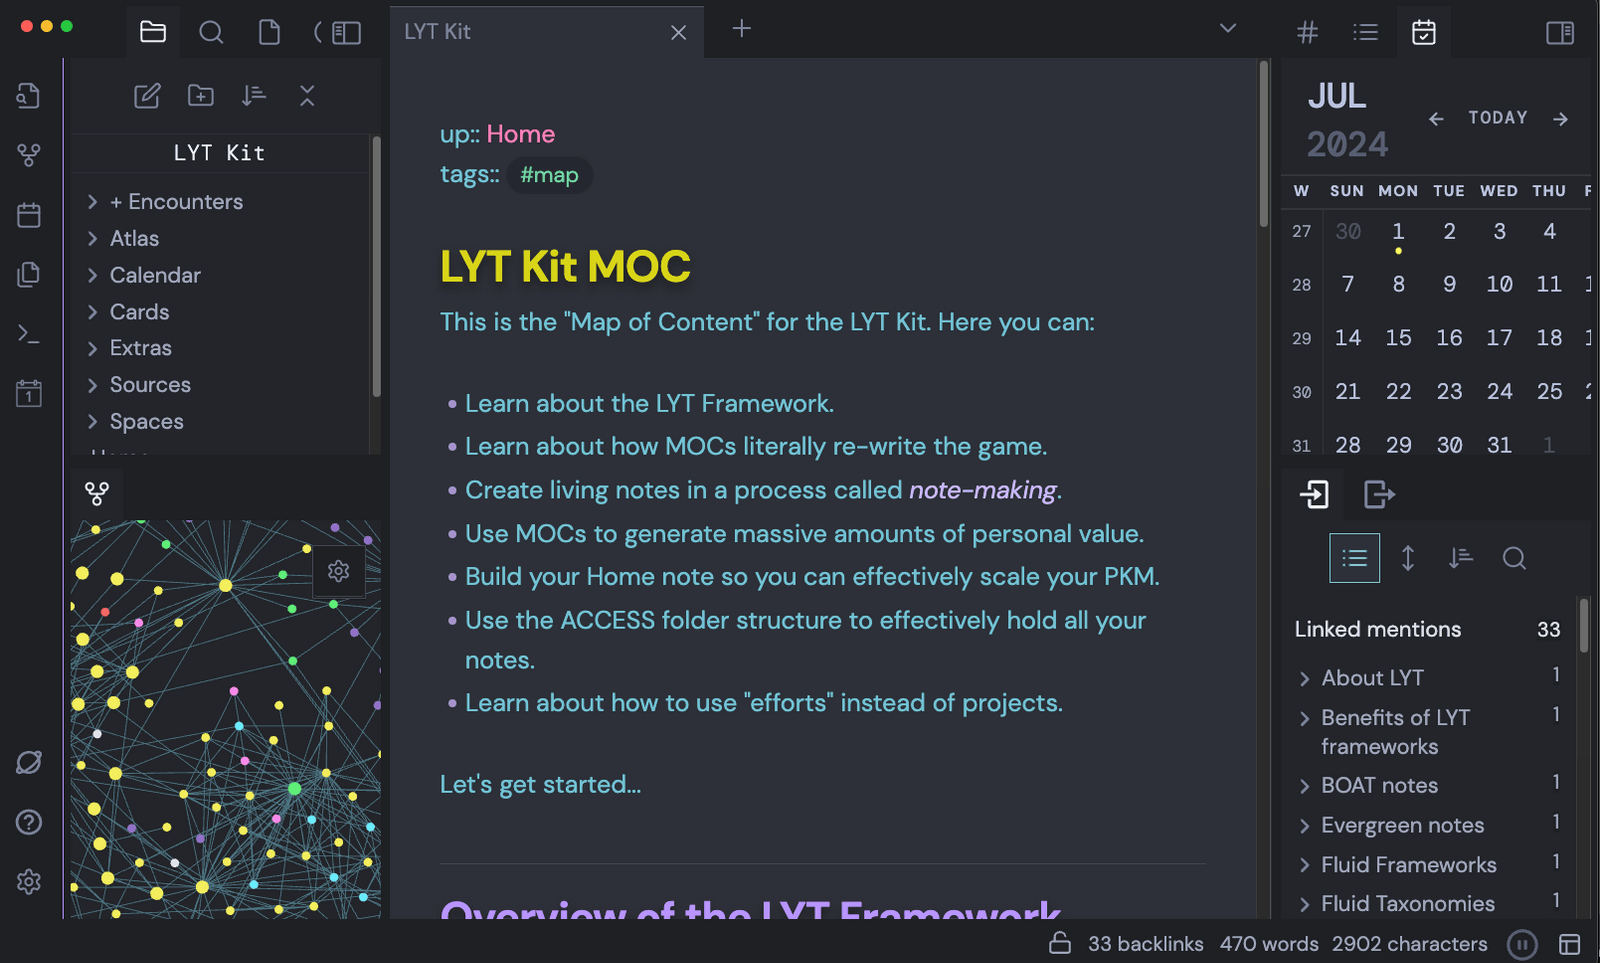 LYT Kit
LYT Kit
+ Encounters
Atlas
Calendar
Cards
Extras
Sources
Spaces
up:: Home
tags:: #map
LYT Kit MOC
This is the "Map of Content" for the LYT Kit. Here you can:
• Learn about the LYT Framework.
• Learn about how MOCs literally re-write the game.
• Create living notes in a process called note-making.
• Use MOCs to generate massive amounts of personal value.
• Build your Home note so you can effectively scale your PKM.
• Use the ACCESS folder structure to effectively hold all your
notes.
• Learn about how to use "efforts" instead of projects.
Let's get started...
Overview of the LYT Framework
JUL
2024
TODAY
W SUN MON TUE WED THU F
27 30 1 2 3 4
28 7 8 9 10 11
29 14 15 16 17 18
30 21 22 23 24 25
31 28 29 30 31 1
Linked mentions 33
About LYT 1
Benefits of LYT 1
frameworks
BOAT notes 1
Evergreen notes 1
Fluid Frameworks 1
Fluid Taxonomies 1
1
33 backlinks 470 words 2902 characters